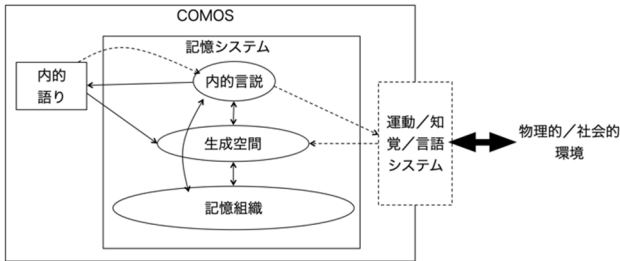 COMOS
記憶システム
内的
語り
内的言説
生成空間
記憶組織
運動／知
覚／言語
システム
物理的／社会的
環境